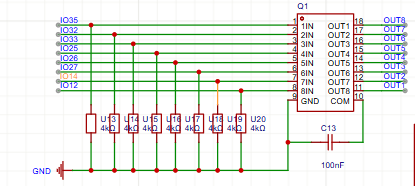 Q1
IO35
IO32
IO33
IO25
IO26
IO27
IO14
IO12
1 1IN OUT1 18 OUT8
2 2IN OUT2 17 OUT7
3 3IN OUT3 16 OUT6
4 4IN OUT4 15 OUT5
5 5IN OUT5 14 OUT4
6 6IN OUT6 13 OUT3
7 7IN OUT7 12 OUT2
8 8IN OUT8 11 OUT1
9 GND COM 10
U13 U14 U15 U16 U17 U18 U19 U20
4kΩ 4kΩ 4kΩ 4kΩ 4kΩ 4kΩ 4kΩ 4kΩ
C13
100nF
GND